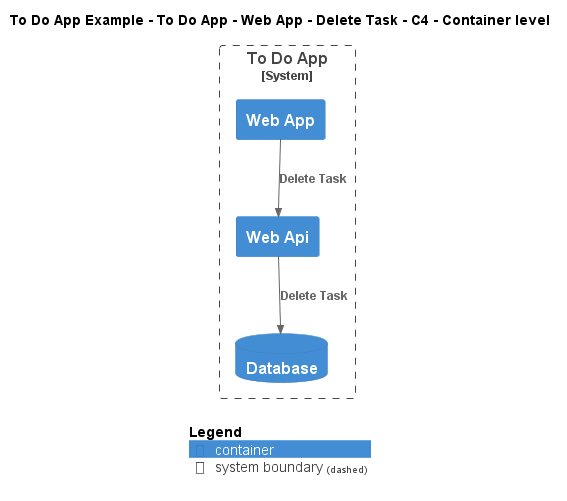 To Do App Example - To Do App - Web App - Delete Task - C4 - Container level
To Do App
[System]
Web App
Delete Task
Web Api
Delete Task
Database
Legend
container
system boundary (dashed)